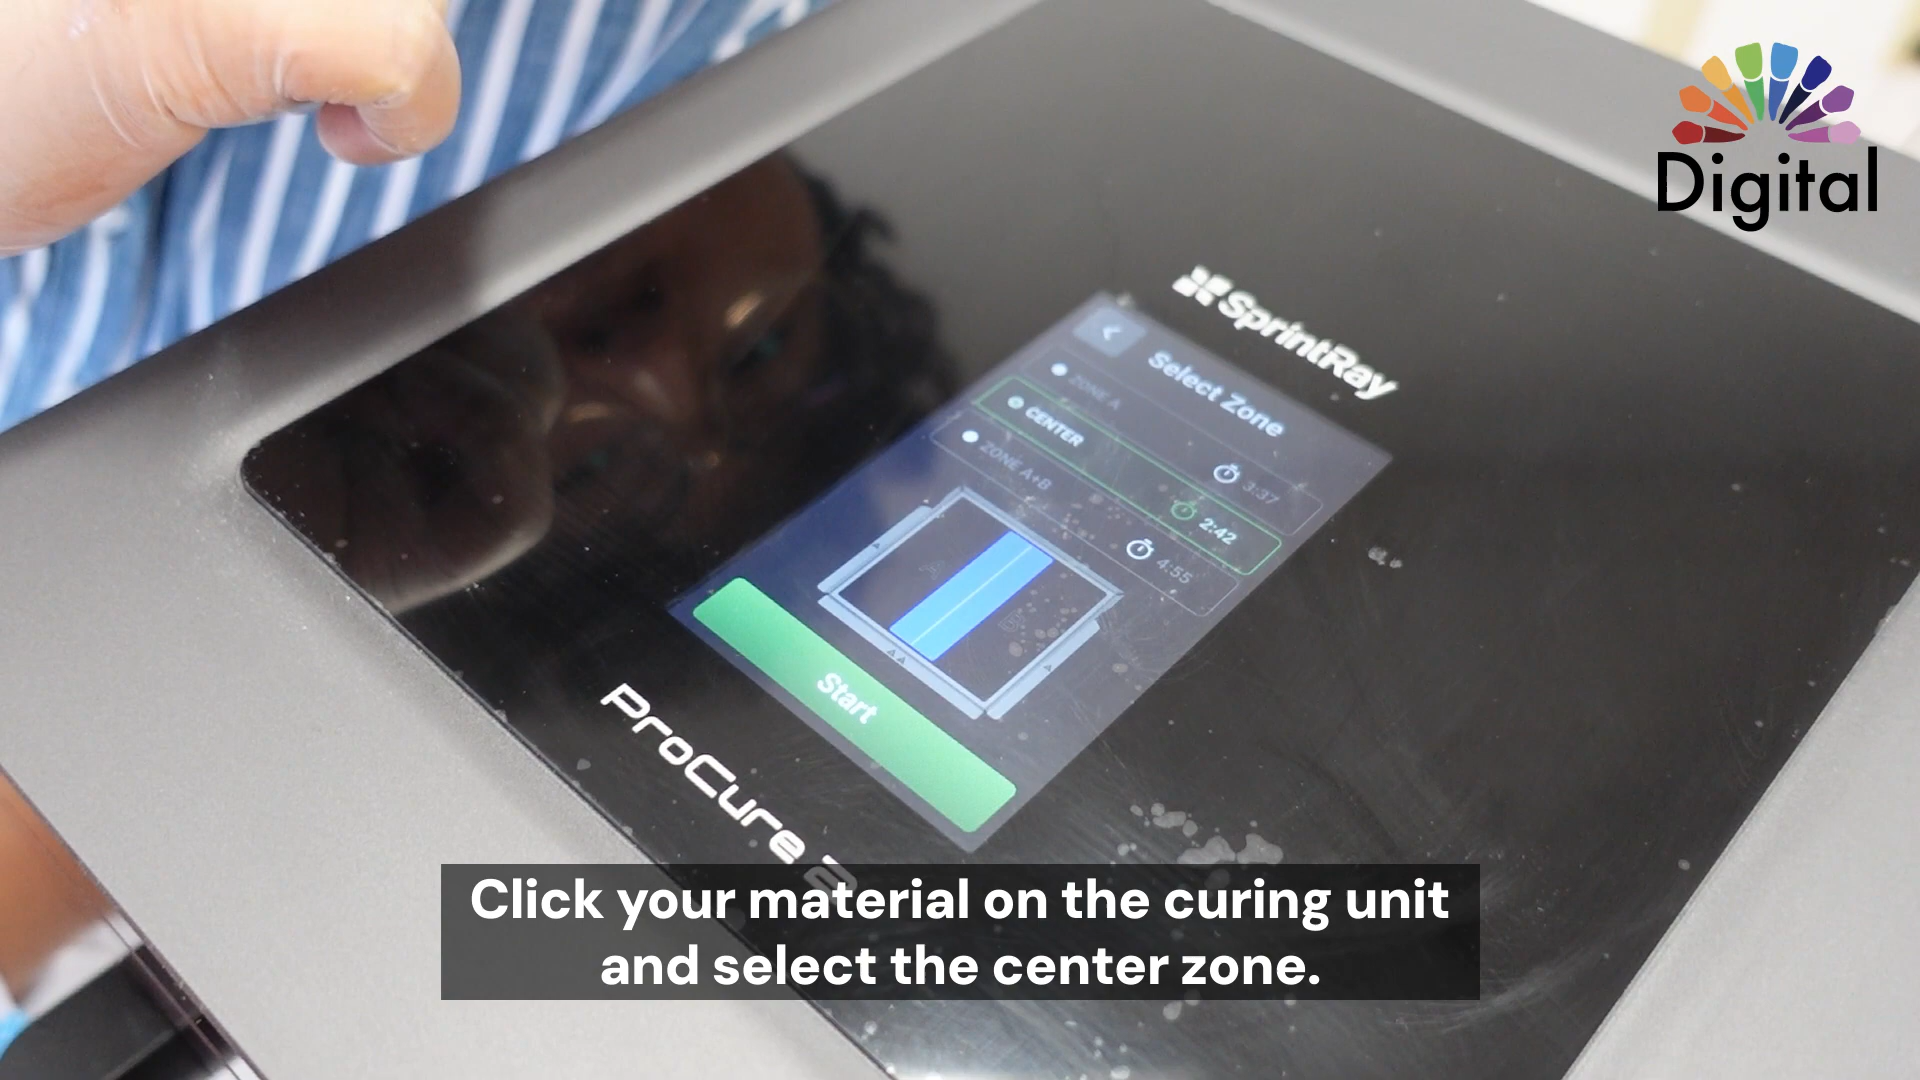 Digital
SprintRay
Select Zone
ZONE A
3:37
CENTER
2:42
ZONE A+B
4:55
Start
ProCure 2
Click your material on the curing unit
and select the center zone.